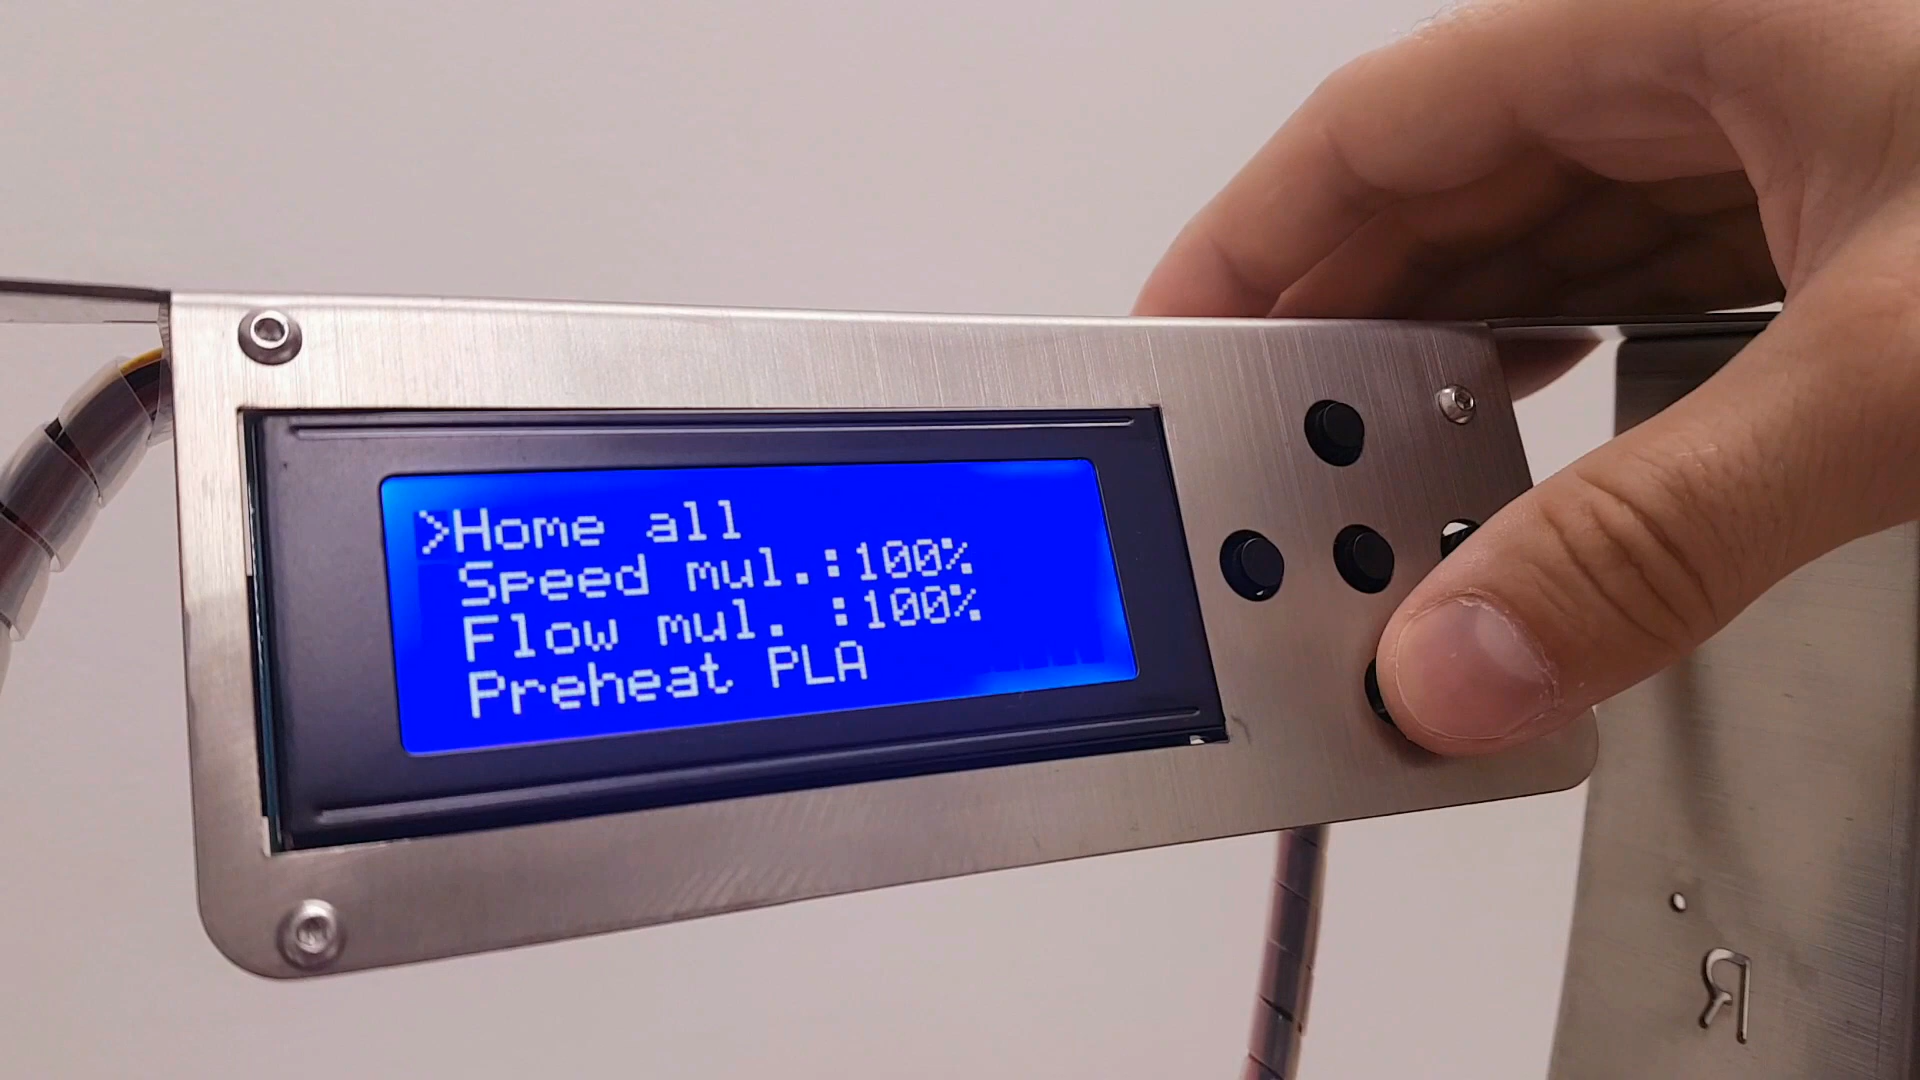 >Home all
Speed mul.:100%
Flow mul. :100%
Preheat PLA
Я